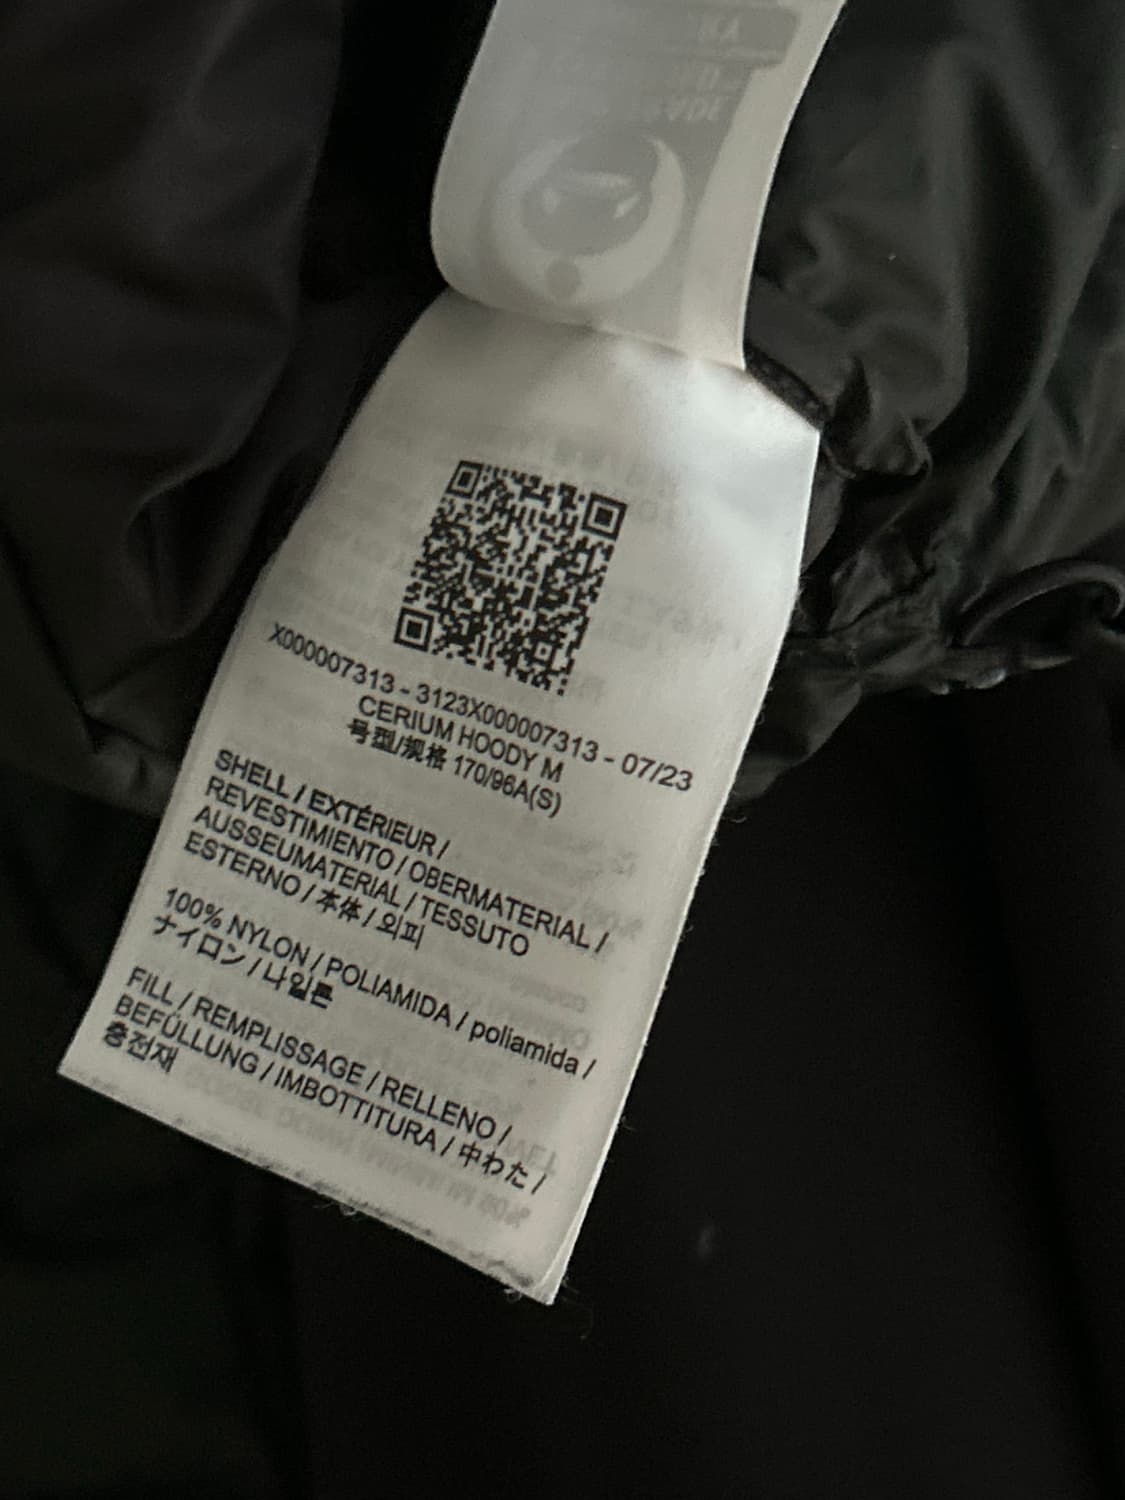 X000007313 - 3123X000007313 - 07/23
CERIUM HOODY M
号型/规格 170/96A(S)
SHELL / EXTÉRIEUR /
REVESTIMIENTO / OBERMATERIAL /
AUSSEUMATERIAL / TESSUTO
ESTERNO / 本体 / 외피
100% NYLON / POLIAMIDA / poliamida /
ナイロン / 나일론
FILL / REMPLISSAGE / RELLENO /
BEFÜLLUNG / IMBOTTITURA / 中わた /
충전재